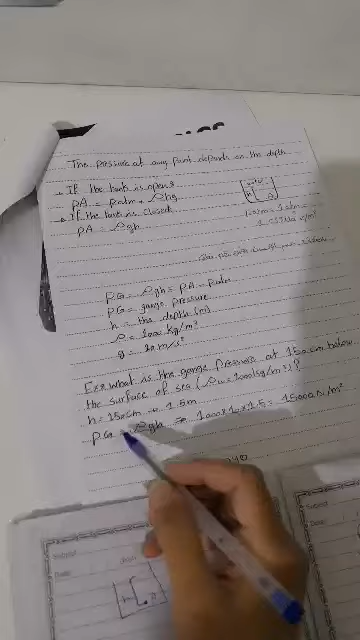 The pressure at any point depends on the depth
If the tank is opens
PA = Patm + ρhg
If the tank is closed
PA = ρgh
PG = ρgh = PA - Patm
PG = gauge pressure
h = the depth (m)
ρ = 1000 kg/m³
g = 10 m/s²
Ex: what is the gauge pressure at 150 cm below
the surface of sea (ρw = 1000 kg/m³)?
h = 150 cm → 1.5 m
PG = ρgh ⇒ 1000×10×1.5 = 15000 N/m²
Subject
Date: